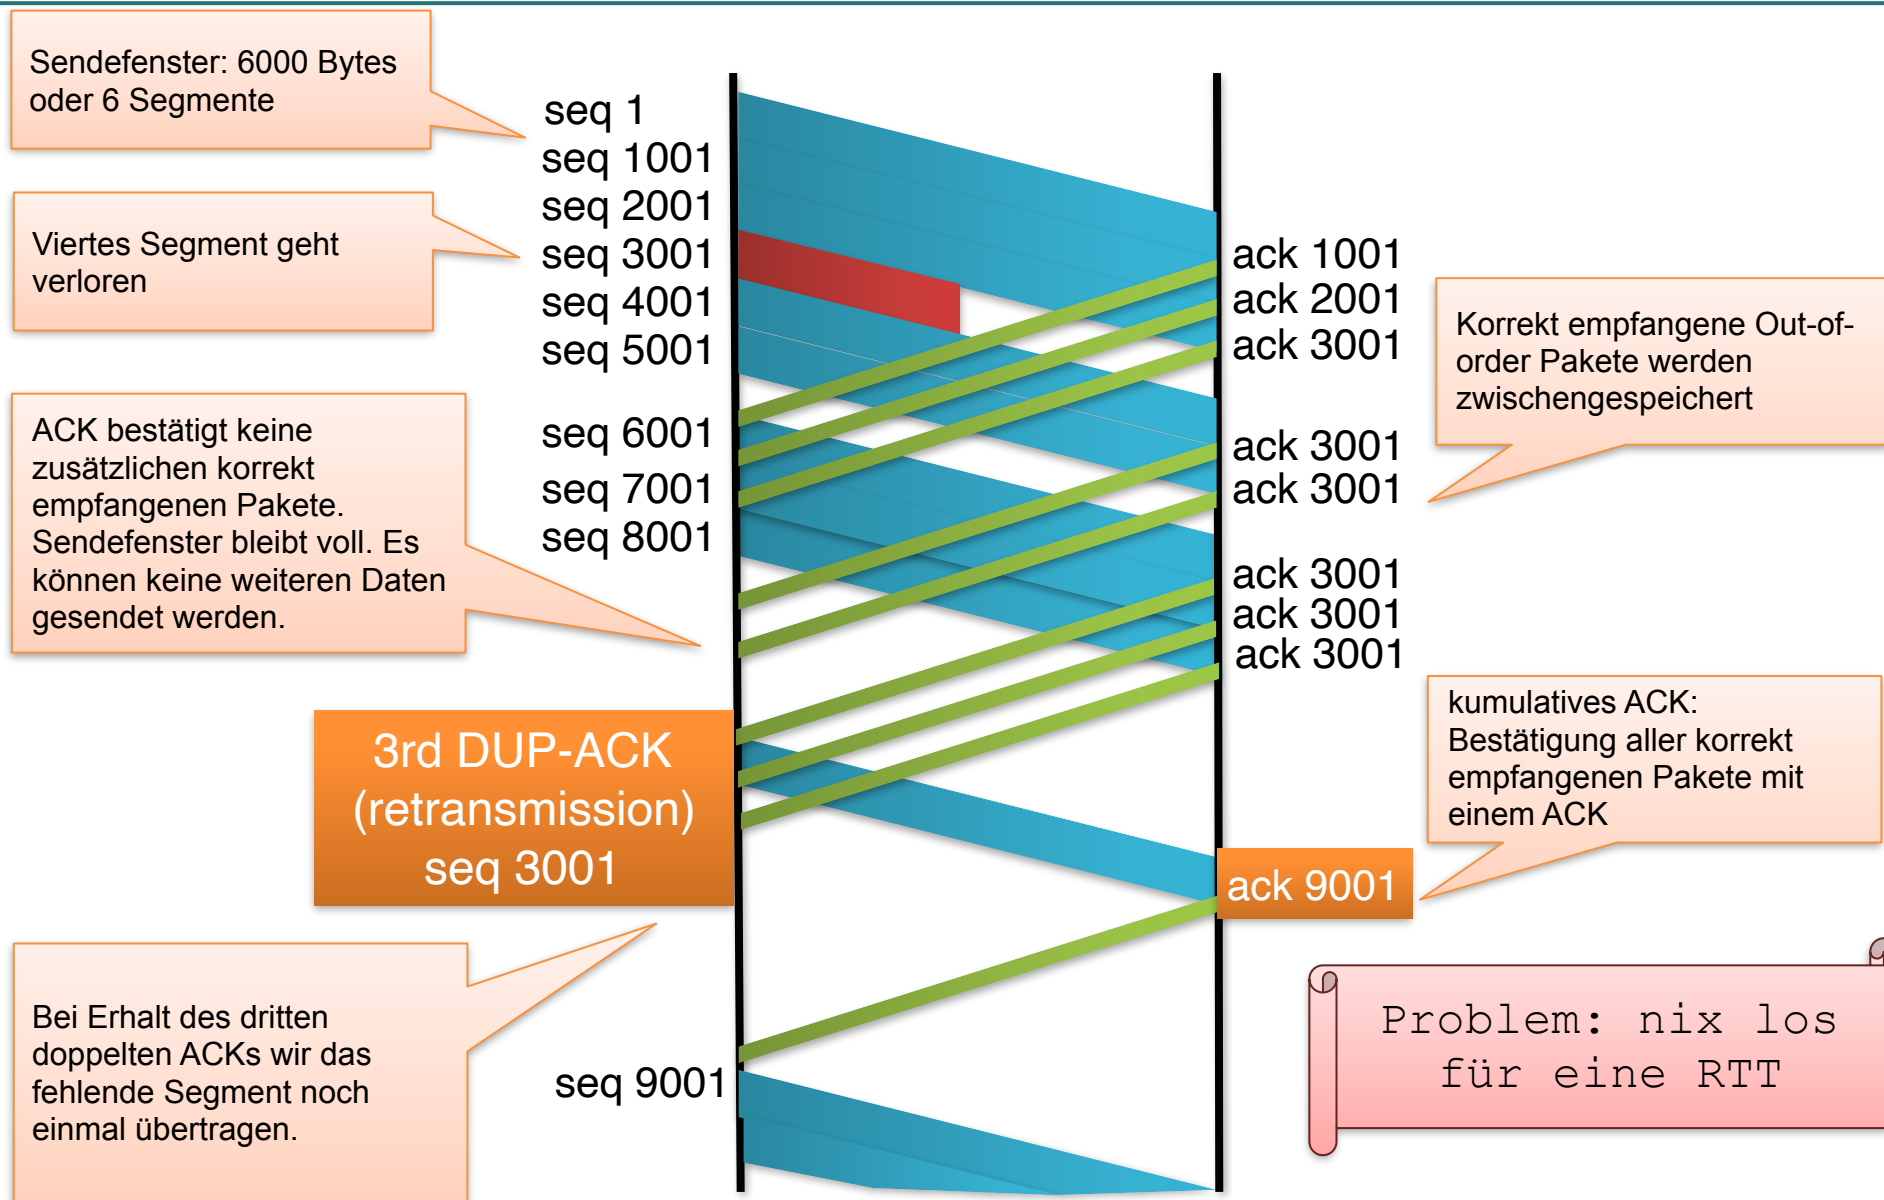 Sendefenster: 6000 Bytes
oder 6 Segmente
Viertes Segment geht
verloren
ACK bestätigt keine
zusätzlichen korrekt
empfangenen Pakete.
Sendefenster bleibt voll. Es
können keine weiteren Daten
gesendet werden.
3rd DUP-ACK
(retransmission)
seq 3001
Bei Erhalt des dritten
doppelten ACKs wir das
fehlende Segment noch
einmal übertragen.
seq 1
seq 1001
seq 2001
seq 3001
seq 4001
seq 5001
seq 6001
seq 7001
seq 8001
seq 9001
ack 1001
ack 2001
ack 3001
ack 3001
ack 3001
ack 3001
ack 3001
ack 3001
ack 9001
Korrekt empfangene Out-of-
order Pakete werden
zwischengespeichert
kumulatives ACK:
Bestätigung aller korrekt
empfangenen Pakete mit
einem ACK
Problem: nix los
für eine RTT